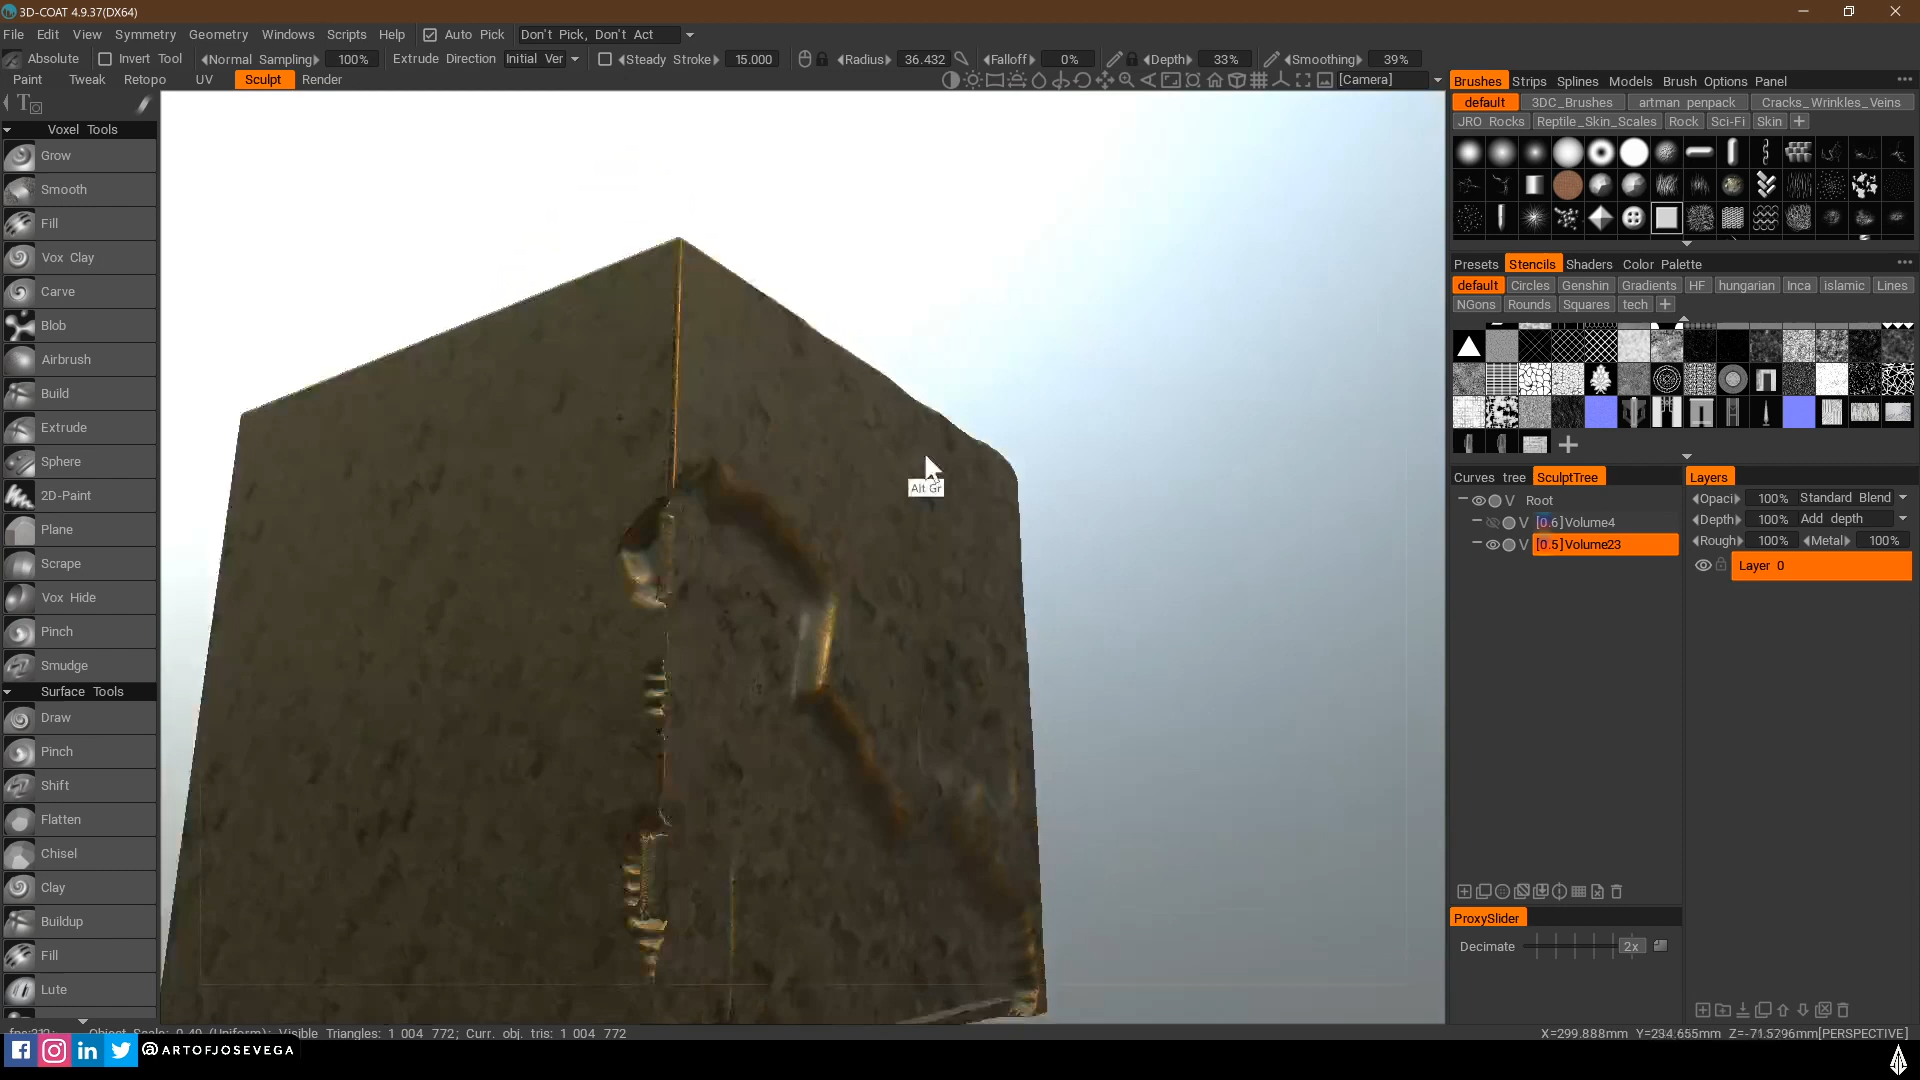 3D-COAT 4.9.37(DX64)
File Edit View Symmetry Geometry Windows Scripts Help Auto Pick Don't Pick, Don't Act
Absolute Invert Tool Normal Sampling 100% Extrude Direction Initial Ver Steady Stroke 15.000 Radius 36.432 Falloff 0% Depth 33% Smoothing 39%
Paint Tweak Retopo UV Sculpt Render [Camera]
Voxel Tools
Grow
Smooth
Fill
Vox Clay
Carve
Blob
Airbrush
Build
Extrude
Sphere
2D-Paint
Plane
Scrape
Vox Hide
Pinch
Smudge
Surface Tools
Draw
Pinch
Shift
Flatten
Chisel
Clay
Buildup
Fill
Lute
Alt Gr
Brushes Strips Splines Models Brush Options Panel
default 3DC_Brushes artman penpack Cracks_Wrinkles_Veins
JRO Rocks Reptile_Skin_Scales Rock Sci-Fi Skin
Presets Stencils Shaders Color Palette
default Circles Genshin Gradients HF hungarian Inca islamic Lines
NGons Rounds Squares tech
Curves tree SculptTree
V Root
V [0.6]Volume4
V [0.5]Volume23
Layers
Opaci 100% Standard Blend
Depth 100% Add depth
Rough 100% Metal 100%
Layer 0
ProxySlider
Decimate 2x
Object Scale: 0.40 (Uniform); Visible Triangles: 1 004 772; Curr. obj. tris: 1 004 772
X=299.888mm Y=234.655mm Z=-71.5796mm[PERSPECTIVE]
@ARTOFJOSEVEGA